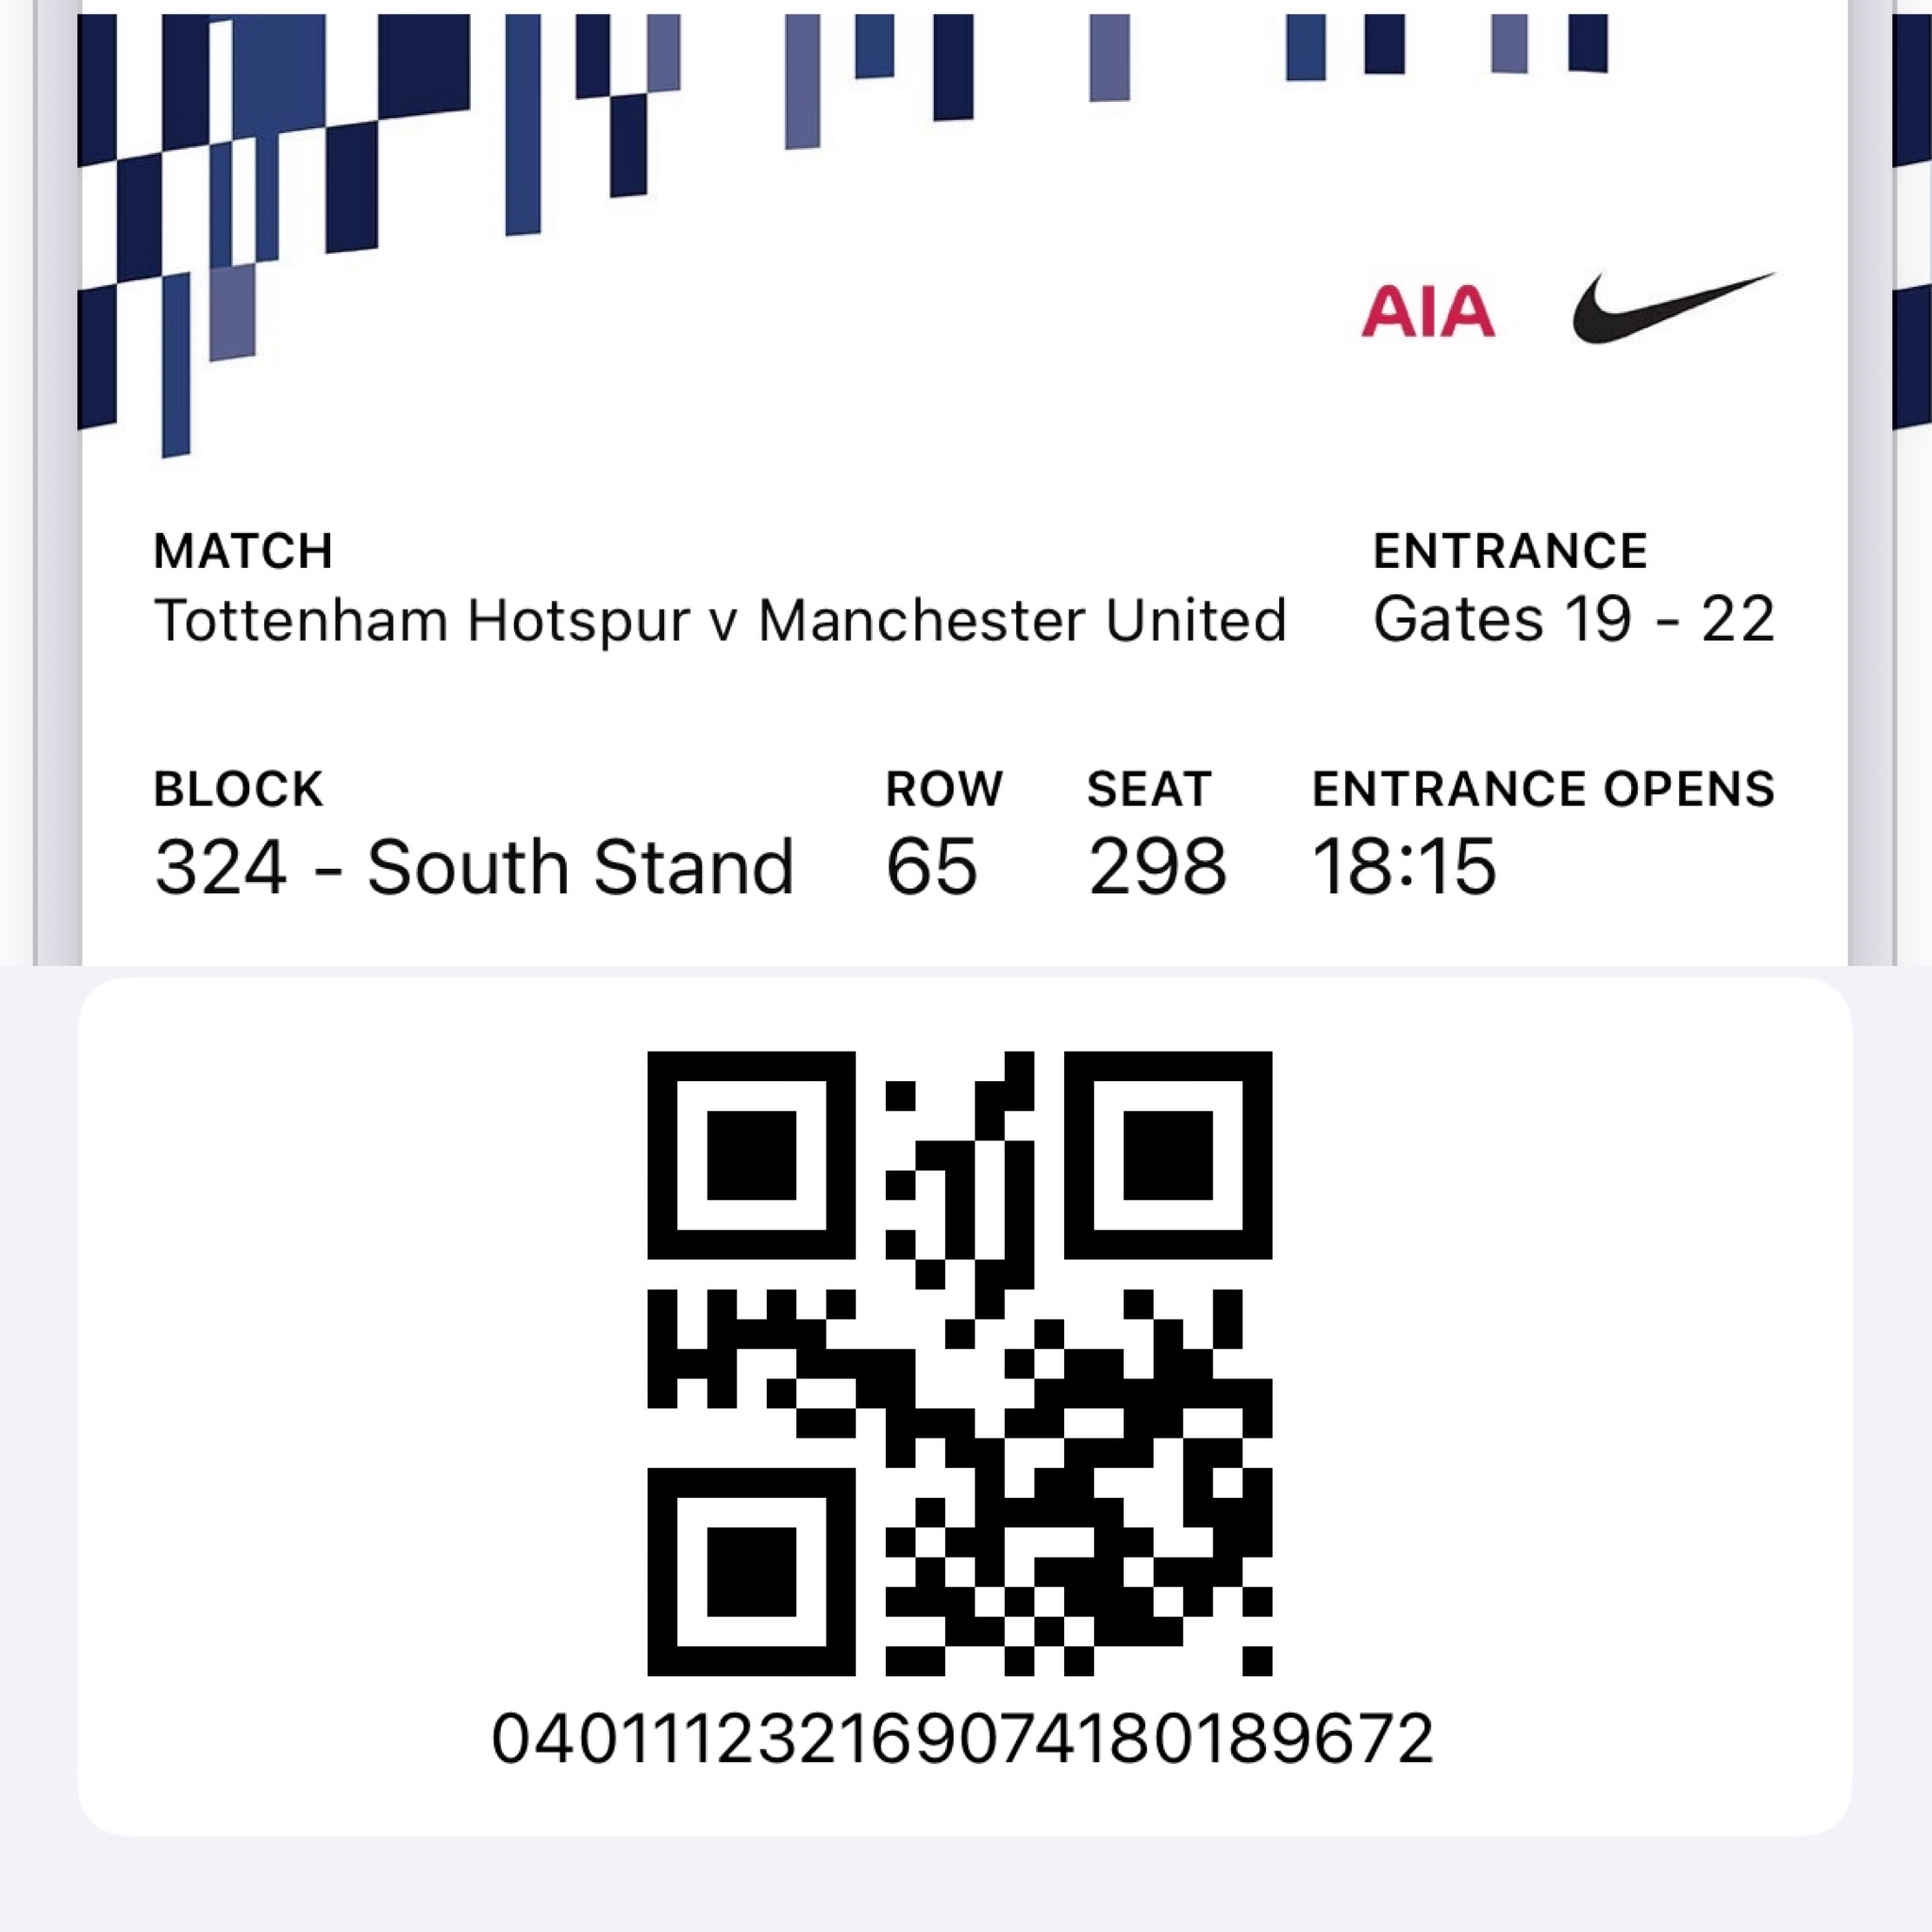 AIA
MATCH
Tottenham Hotspur v Manchester United
ENTRANCE
Gates 19 - 22
BLOCK
324 - South Stand
ROW
65
SEAT
298
ENTRANCE OPENS
18:15
040111232169074180189672